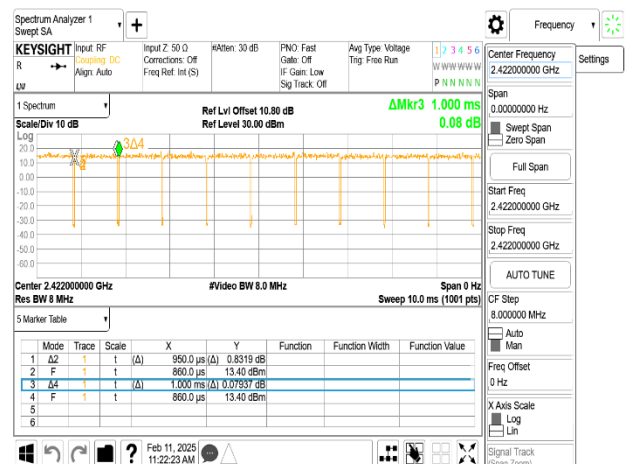 Spectrum Analyzer 1
Swept SA
Frequency
Settings
KEYSIGHT
R
Input: RF
Coupling: DC
Align: Auto
Input Z: 50 Ω
Corrections: Off
Freq Ref: Int (S)
#Atten: 30 dB
PNO: Fast
Gate: Off
IF Gain: Low
Sig Track: Off
Avg Type: Voltage
Trig: Free Run
1 2 3 4 5 6
W W W W W W
P N N N N N
1 Spectrum
Scale/Div 10 dB
Ref Lvl Offset 10.80 dB
Ref Level 30.00 dBm
ΔMkr3 1.000 ms
0.08 dB
Log
20.0
10.0
0.00
-10.0
-20.0
-30.0
-40.0
-50.0
-60.0
3Δ4
Center 2.422000000 GHz
Res BW 8 MHz
#Video BW 8.0 MHz
Span 0 Hz
Sweep 10.0 ms (1001 pts)
5 Marker Table
Mode Trace Scale X Y Function Function Width Function Value
1 Δ2 1 t (Δ) 950.0 µs (Δ) 0.8319 dB
2 F 1 t 860.0 µs 13.40 dBm
3 Δ4 1 t (Δ) 1.000 ms (Δ) 0.07937 dB
4 F 1 t 860.0 µs 13.40 dBm
5
6
?
Feb 11, 2025
11:22:23 AM
Center Frequency
2.422000000 GHz
Span
0.00000000 Hz
Swept Span
Zero Span
Full Span
Start Freq
2.422000000 GHz
Stop Freq
2.422000000 GHz
AUTO TUNE
CF Step
8.000000 MHz
Auto
Man
Freq Offset
0 Hz
X Axis Scale
Log
Lin
Signal Track
(Span Zoom)